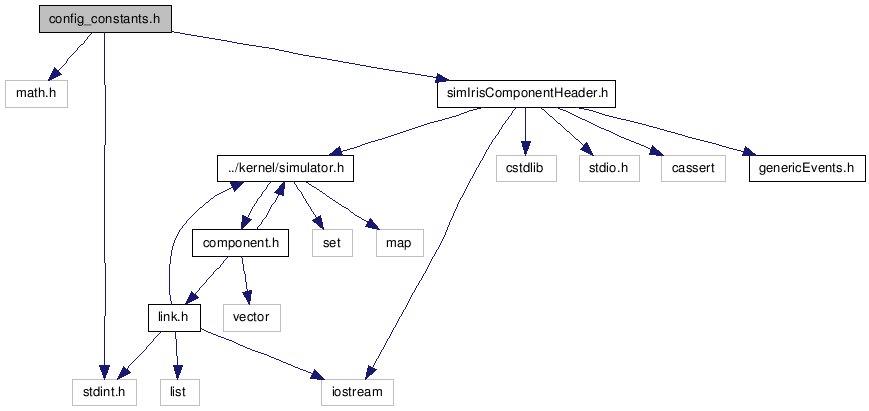 config_constants.h
math.h
simIrisComponentHeader.h
../kernel/simulator.h
cstdlib
stdio.h
cassert
genericEvents.h
component.h
set
map
link.h
vector
stdint.h
list
iostream